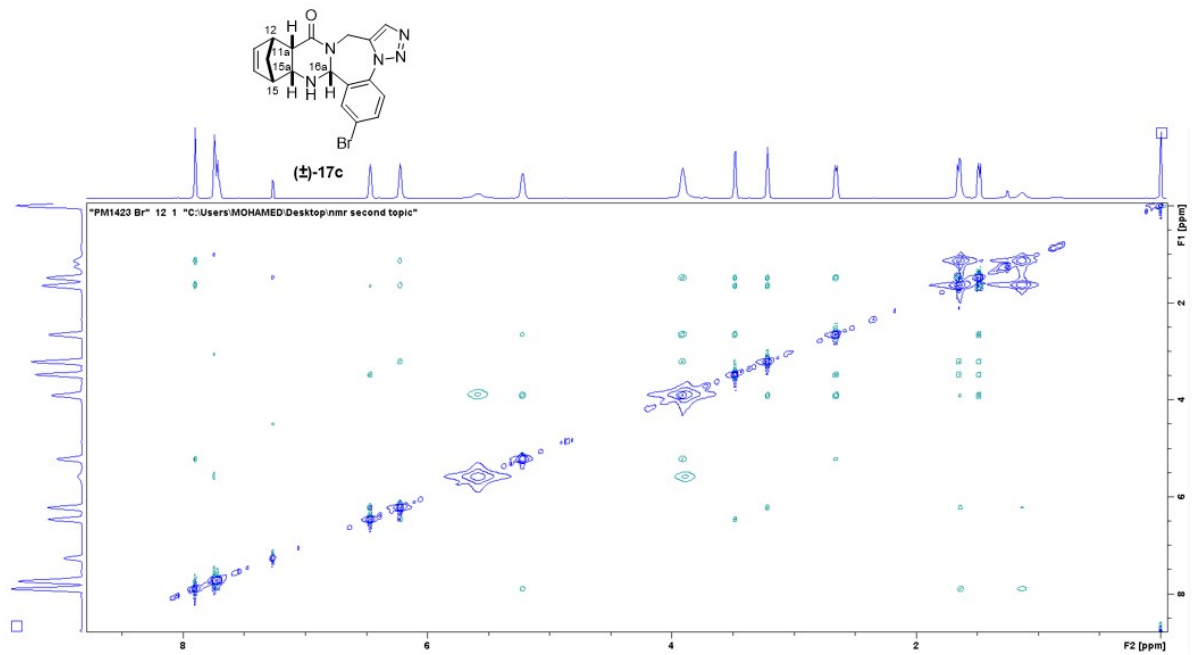 12
H
O
11a
N
N
15a
16a
N
N
15
N
H
H
H
Br
(±)-17c
"PM1423 Br" 12 1 "C:\Users\MOHAMED\Desktop\nmr second topic"
F1 [ppm]
2
4
6
8
8
6
4
2
F2 [ppm]